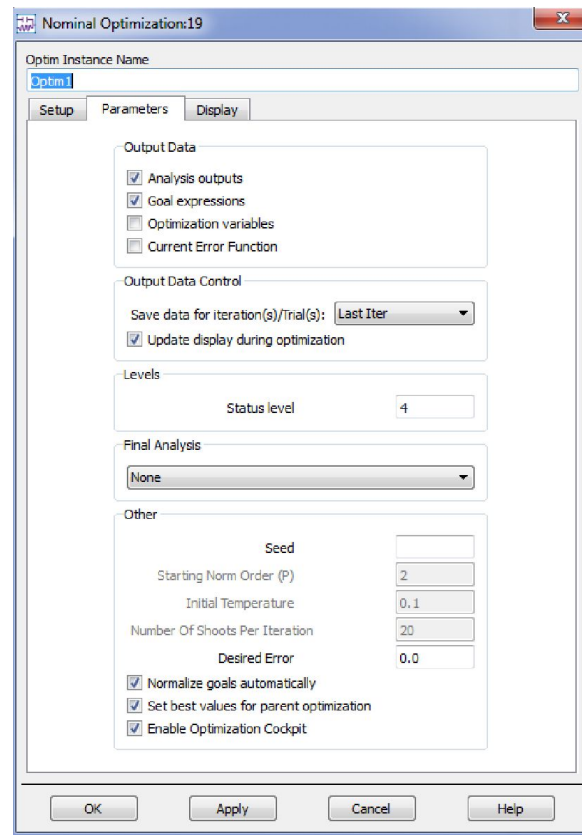 Nominal Optimization:19
X
Optim Instance Name
Optim1
Setup Parameters Display
Output Data
Analysis outputs
Goal expressions
Optimization variables
Current Error Function
Output Data Control
Save data for iteration(s)/Trial(s): Last Iter
Update display during optimization
Levels
Status level 4
Final Analysis
None
Other
Seed
Starting Norm Order (P) 2
Initial Temperature 0.1
Number Of Shoots Per Iteration 20
Desired Error 0.0
Normalize goals automatically
Set best values for parent optimization
Enable Optimization Cockpit
OK Apply Cancel Help